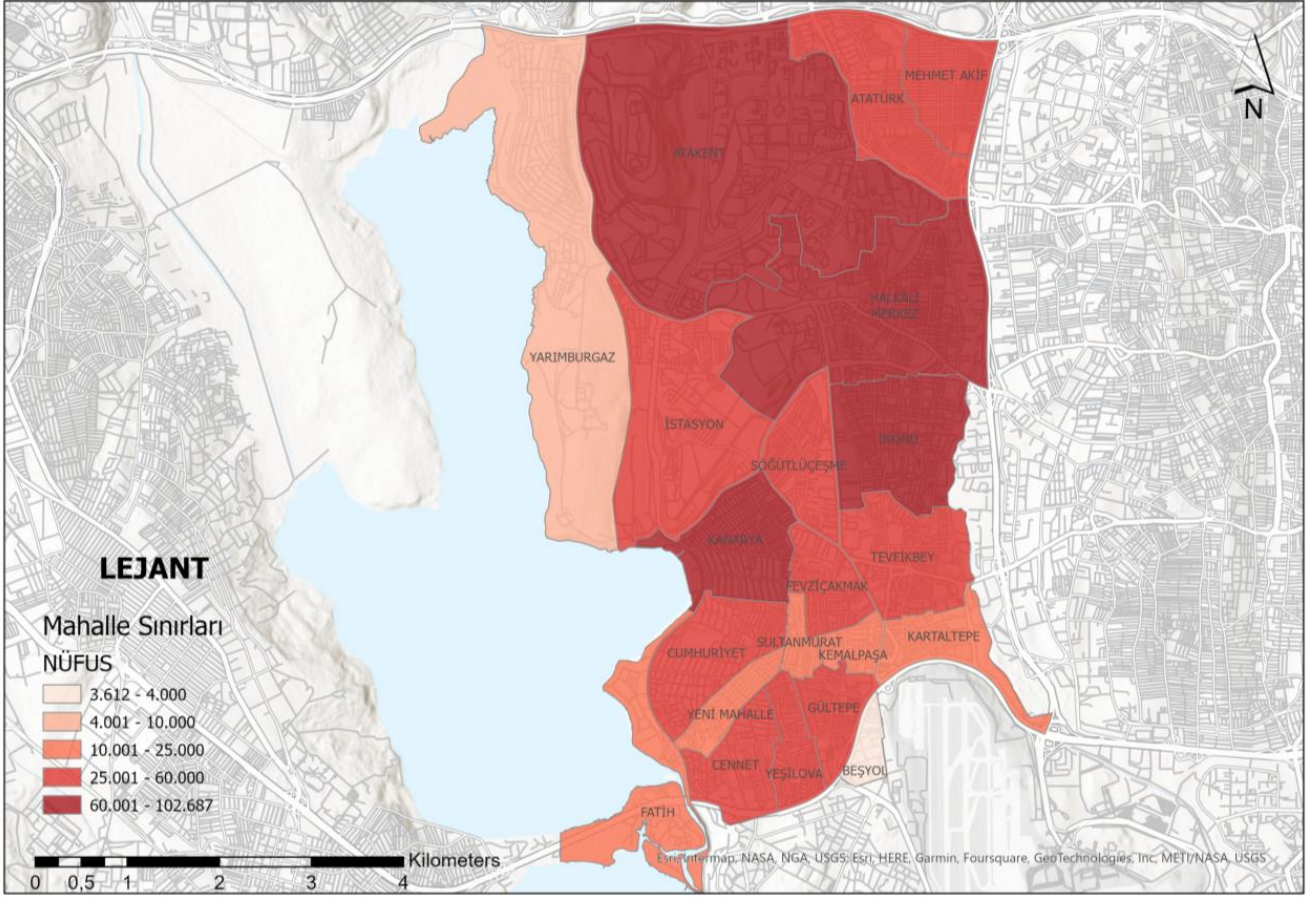 MEHMET AKİF
ATATÜRK
N
ATAKENT
HALKALI
MERKEZ
YARIMBURGAZ
İSTASYON
İNÖNÜ
SÖĞÜTLÜÇEŞME
KANARYA
TEVFİKBEY
FEVZİÇAKMAK
SULTANMURAT
KARTALTEPE
CUMHURİYET
KEMALPAŞA
YENİ MAHALLE
GÜLTEPE
CENNET
YEŞİLOVA
BEŞYOL
FATİH
LEJANT
Mahalle Sınırları
NÜFUS
3.612 - 4.000
4.001 - 10.000
10.001 - 25.000
25.001 - 60.000
60.001 - 102.687
Kilometers
0 0,5 1 2 3 4
Esri, Intermap, NASA, NGA, USGS; Esri, HERE, Garmin, Foursquare, GeoTechnologies, Inc, METI/NASA, USGS